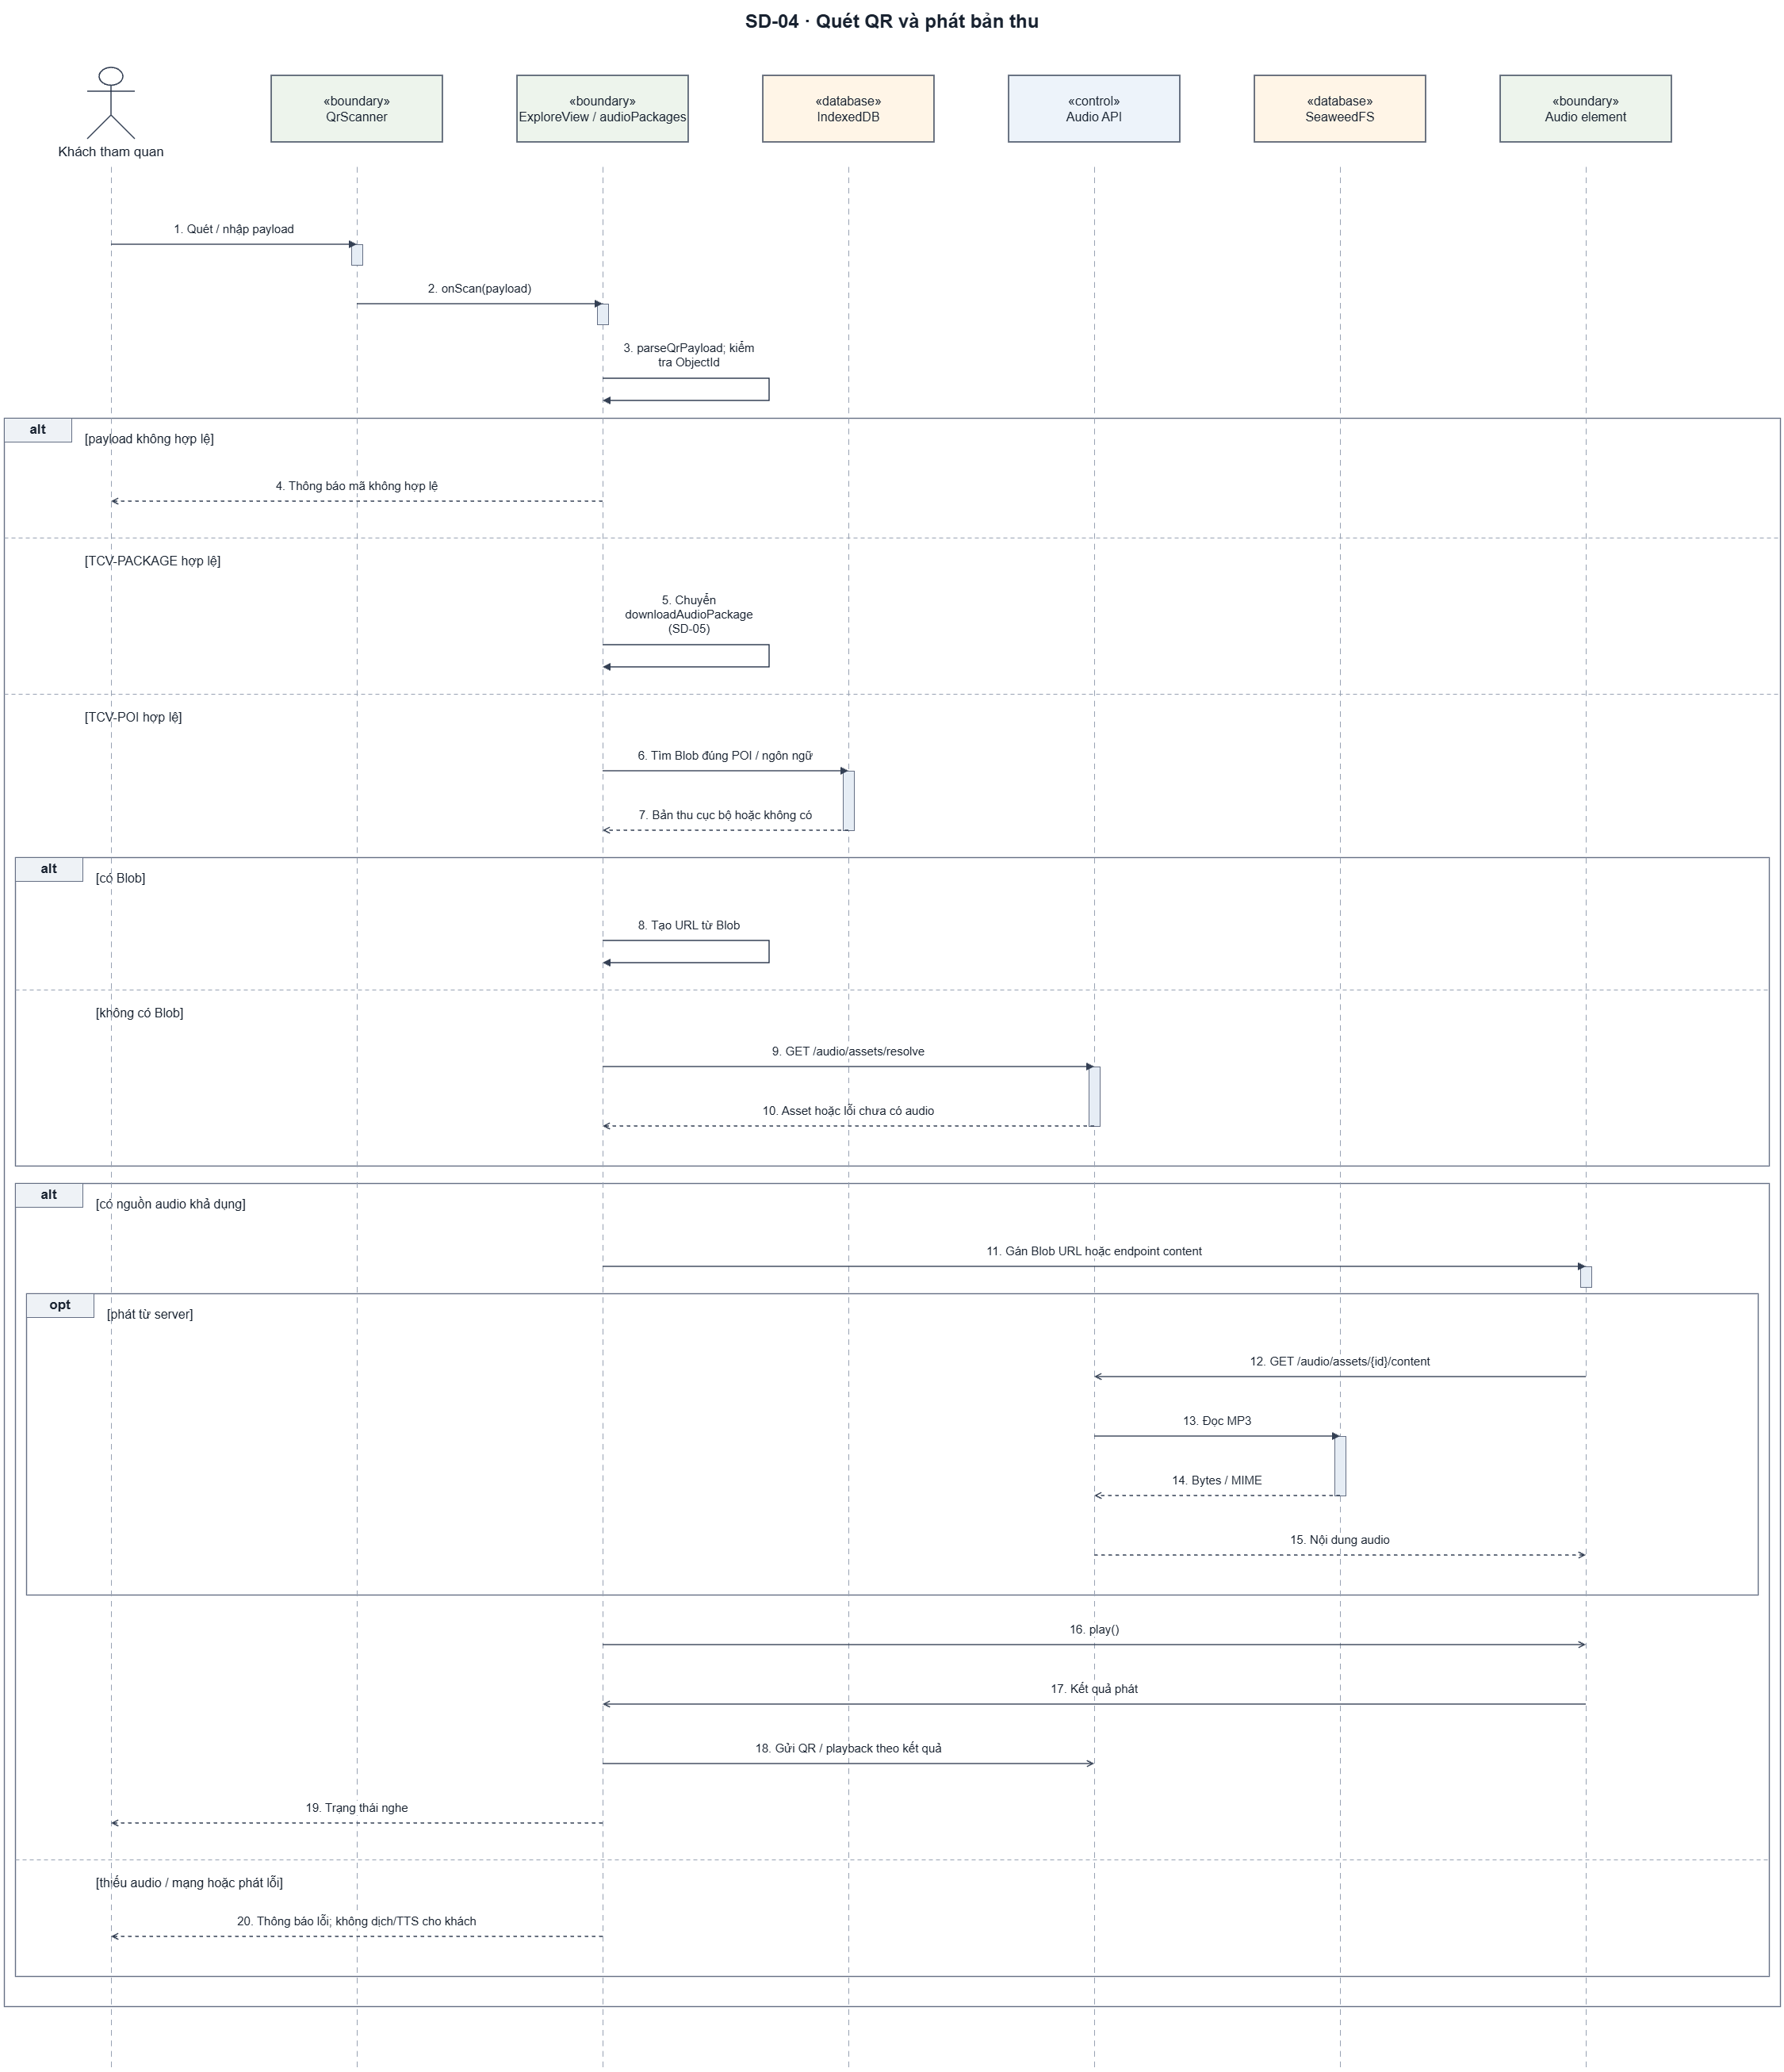 SD-04 · Quét QR và phát bản thu
Khách tham quan
«boundary»
QrScanner
«boundary»
ExploreView / audioPackages
«database»
IndexedDB
«control»
Audio API
«database»
SeaweedFS
«boundary»
Audio element
1. Quét / nhập payload
2. onScan(payload)
3. parseQrPayload; kiểm
tra ObjectId
alt
[payload không hợp lệ]
4. Thông báo mã không hợp lệ
[TCV-PACKAGE hợp lệ]
5. Chuyển
downloadAudioPackage
(SD-05)
[TCV-POI hợp lệ]
6. Tìm Blob đúng POI / ngôn ngữ
7. Bản thu cục bộ hoặc không có
alt
[có Blob]
8. Tạo URL từ Blob
[không có Blob]
9. GET /audio/assets/resolve
10. Asset hoặc lỗi chưa có audio
alt
[có nguồn audio khả dụng]
11. Gán Blob URL hoặc endpoint content
opt
[phát từ server]
12. GET /audio/assets/{id}/content
13. Đọc MP3
14. Bytes / MIME
15. Nội dung audio
16. play()
17. Kết quả phát
18. Gửi QR / playback theo kết quả
19. Trạng thái nghe
[thiếu audio / mạng hoặc phát lỗi]
20. Thông báo lỗi; không dịch/TTS cho khách